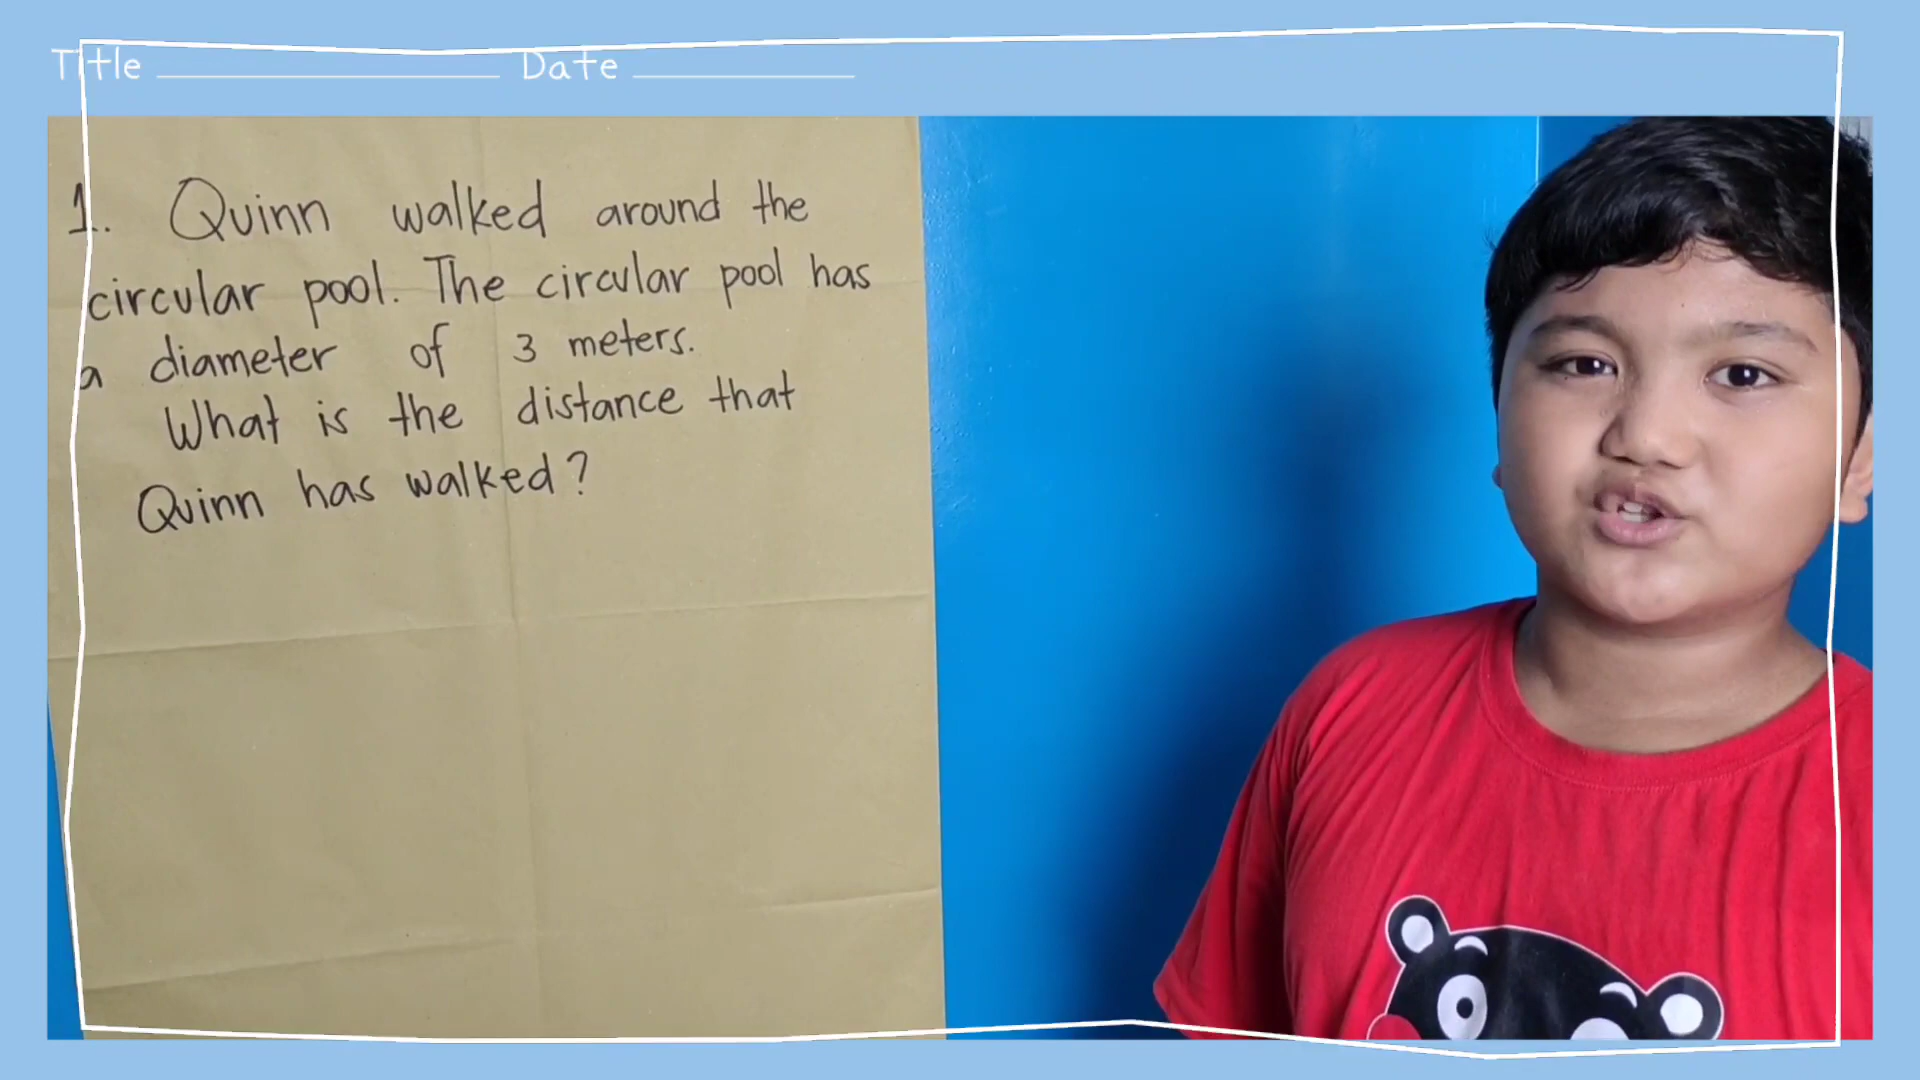 Title Date
1. Quinn walked around the
circular pool. The circular pool has
a diameter of 3 meters.
What is the distance that
Quinn has walked?